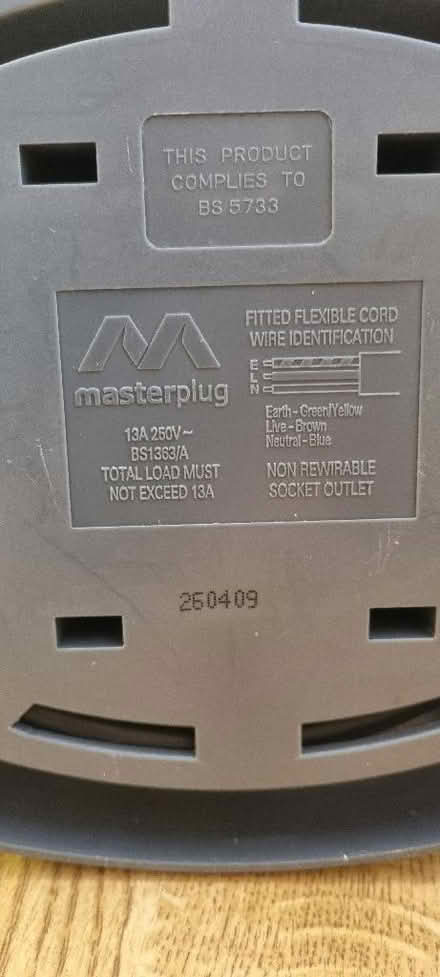 THIS PRODUCT
COMPLIES TO
BS 5733
masterplug
13A 250V~
BS1363/A
TOTAL LOAD MUST
NOT EXCEED 13A
FITTED FLEXIBLE CORD
WIRE IDENTIFICATION
E
L
N
Earth-Green/Yellow
Live-Brown
Neutral-Blue
NON REWIRABLE
SOCKET OUTLET
260409